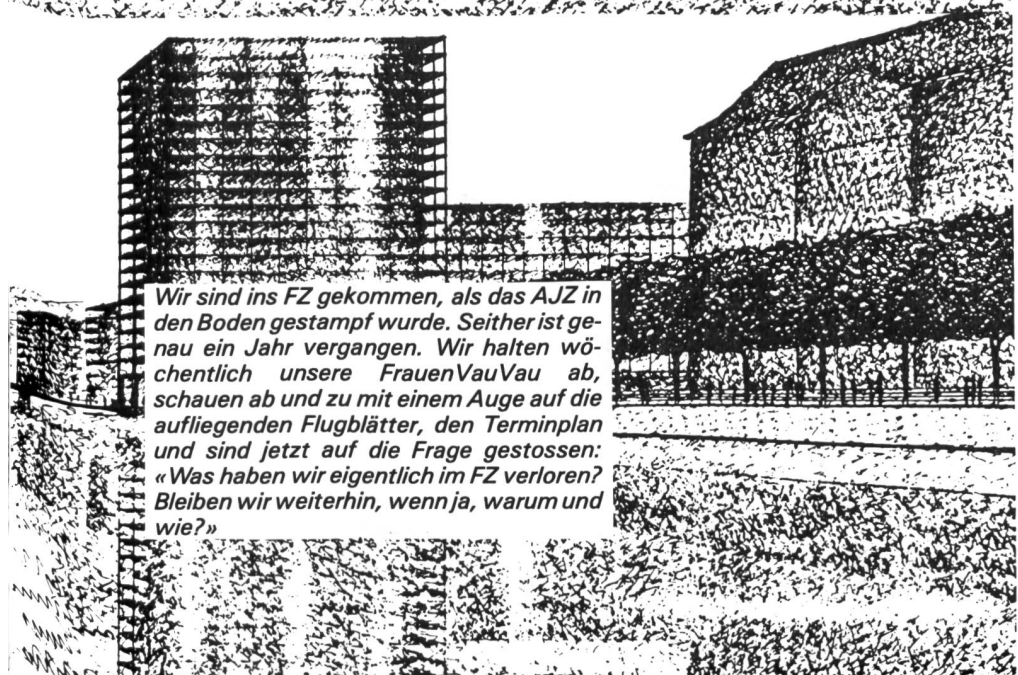 Wir sind ins FZ gekommen, als das AJZ in
den Boden gestampf wurde. Seither ist ge-
nau ein Jahr vergangen. Wir halten wö-
chentlich unsere FrauenVauVau ab,
schauen ab und zu mit einem Auge auf die
aufliegenden Flugblätter, den Terminplan
und sind jetzt auf die Frage gestossen:
«Was haben wir eigentlich im FZ verloren?
Bleiben wir weiterhin, wenn ja, warum und
wie?»